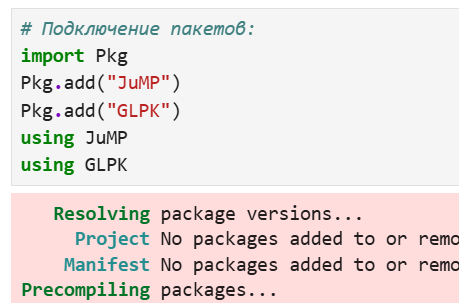 # Подключение пакетов:
import Pkg
Pkg.add("JuMP")
Pkg.add("GLPK")
using JuMP
using GLPK
Resolving package versions...
Project No packages added to or remo
Manifest No packages added to or remo
Precompiling packages...